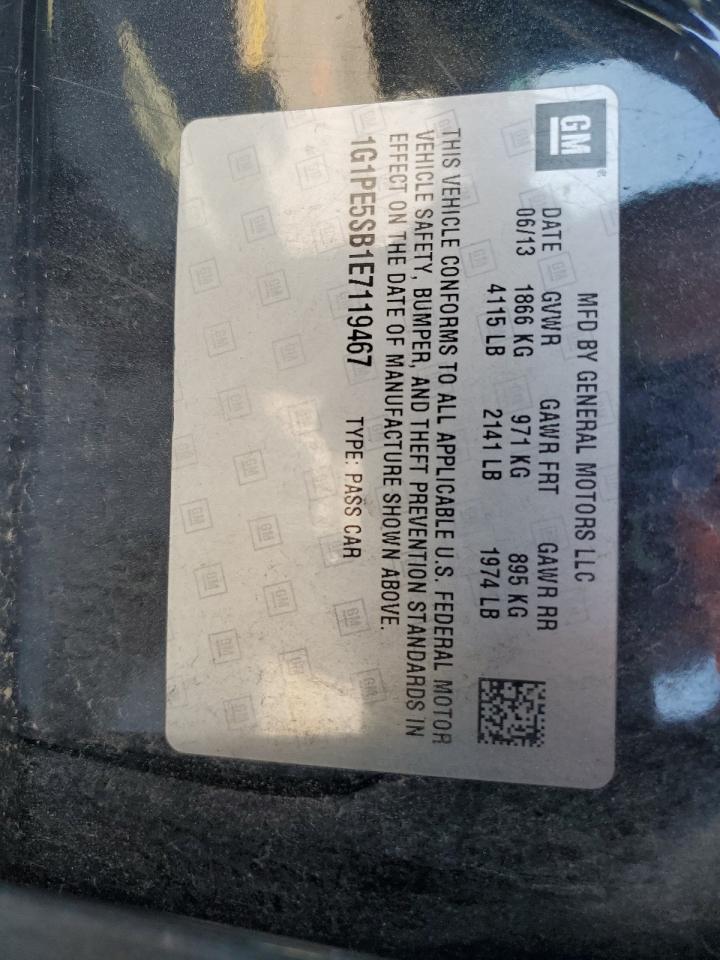 GM
MFD BY GENERAL MOTORS LLC
DATE GVWR GAWR FRT GAWR RR
06/13 1866 KG 971 KG 895 KG
4115 LB 2141 LB 1974 LB
THIS VEHICLE CONFORMS TO ALL APPLICABLE U.S. FEDERAL MOTOR
VEHICLE SAFETY, BUMPER, AND THEFT PREVENTION STANDARDS IN
EFFECT ON THE DATE OF MANUFACTURE SHOWN ABOVE.
1G1PE5SB1E7119467 TYPE: PASS CAR